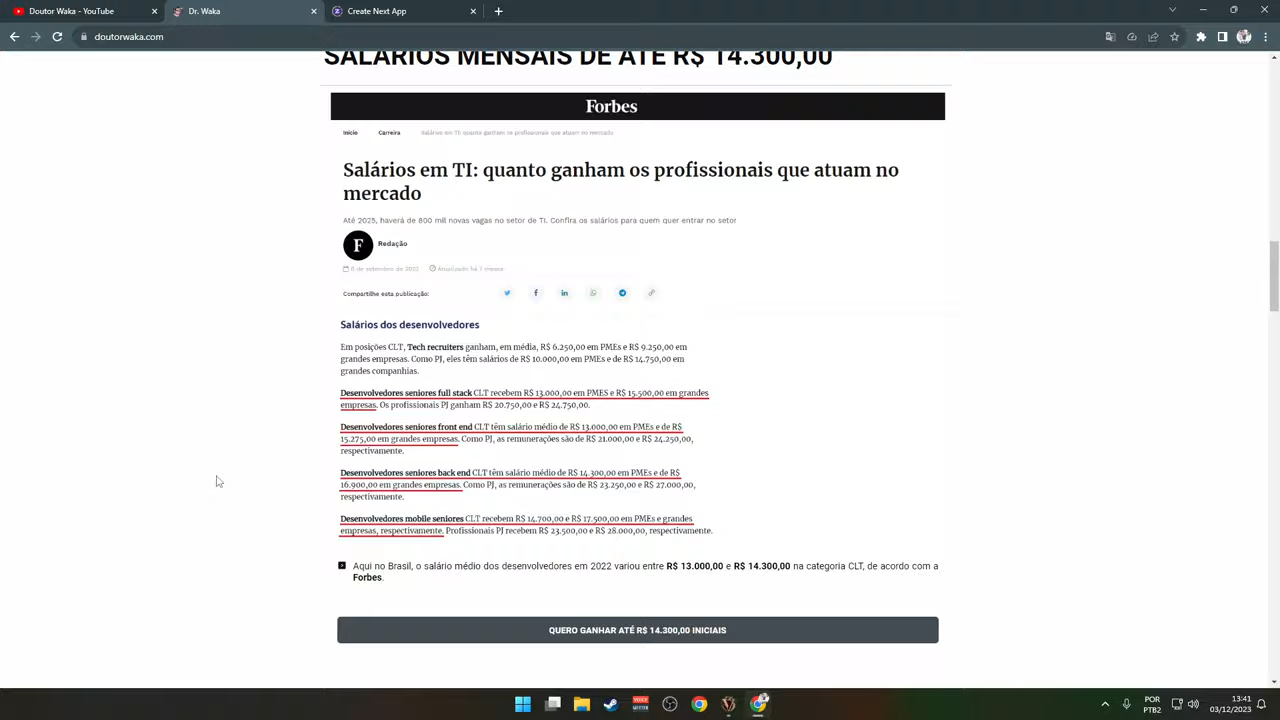 Doutor Waka
Dr. Waka
Create App
doutorwaka.com
SALÁRIOS MENSAIS DE ATÉ R$ 14.300,00
Forbes
Início Carreira Salários em TI: quanto ganham os profissionais que atuam no mercado
Salários em TI: quanto ganham os profissionais que atuam no
mercado
Até 2025, haverá de 800 mil novas vagas no setor de TI. Confira os salários para quem quer entrar no setor
F
Redação
6 de setembro de 2022 Atualizado há 7 meses
Compartilhe esta publicação:
Salários dos desenvolvedores
Em posições CLT, Tech recruiters ganham, em média, R$ 6.250,00 em PMEs e R$ 9.250,00 em
grandes empresas. Como PJ, eles têm salários de R$ 10.000,00 em PMEs e de R$ 14.750,00 em
grandes companhias.
Desenvolvedores seniores full stack CLT recebem R$ 13.000,00 em PMES e R$ 15.500,00 em grandes
empresas. Os profissionais PJ ganham R$ 20.750,00 e R$ 24.750,00.
Desenvolvedores seniores front end CLT têm salário médio de R$ 13.000,00 em PMEs e de R$
15.275,00 em grandes empresas. Como PJ, as remunerações são de R$ 21.000,00 e R$ 24.250,00,
respectivamente.
Desenvolvedores seniores back end CLT têm salário médio de R$ 14.300,00 em PMEs e de R$
16.900,00 em grandes empresas. Como PJ, as remunerações são de R$ 23.250,00 e R$ 27.000,00,
respectivamente.
Desenvolvedores mobile seniores CLT recebem R$ 14.700,00 e R$ 17.500,00 em PMEs e grandes
empresas, respectivamente. Profissionais PJ recebem R$ 23.500,00 e R$ 28.000,00, respectivamente.
Aqui no Brasil, o salário médio dos desenvolvedores em 2022 variou entre R$ 13.000,00 e R$ 14.300,00 na categoria CLT, de acordo com a
Forbes.
QUERO GANHAR ATÉ R$ 14.300,00 INICIAIS
POR
PTB2
13:41
03/12/2023